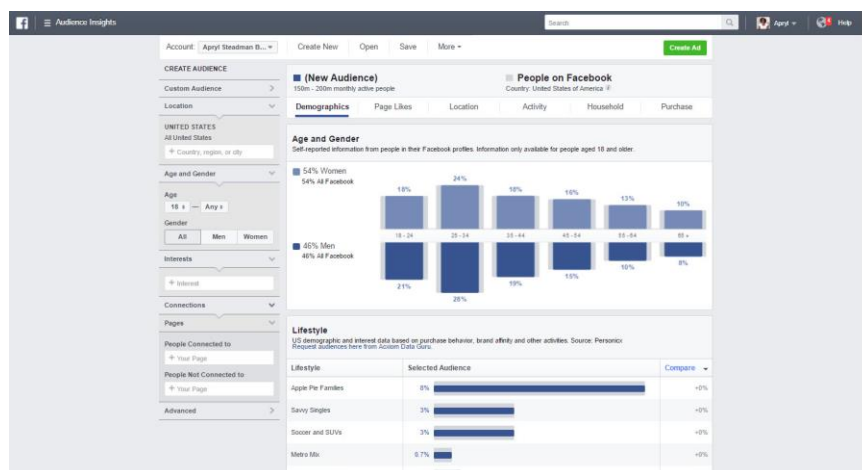 Audience Insights
Search
Apryl
Help
Account: Apryl Steadman B...
Create New
Open
Save
More
Create Ad
CREATE AUDIENCE
Custom Audience
Location
UNITED STATES
All United States
+ Country, region, or city
Age and Gender
Age
18 — Any
Gender
All Men Women
Interests
+ Interest
Connections
Pages
People Connected to
+ Your Page
People Not Connected to
+ Your Page
Advanced
(New Audience)
150m - 200m monthly active people
People on Facebook
Country: United States of America
Demographics Page Likes Location Activity Household Purchase
Age and Gender
Self-reported information from people in their Facebook profiles. Information only available for people aged 18 and older.
54% Women
54% All Facebook
18% 24% 18% 16% 13% 10%
18 - 24 25 - 34 35 - 44 45 - 54 55 - 64 65 +
46% Men
46% All Facebook
21% 28% 19% 15% 10% 8%
Lifestyle
US demographic and interest data based on purchase behavior, brand affinity and other activities. Source: Personicx
Request audiences here from Acxiom Data Guru.
Lifestyle Selected Audience Compare
Apple Pie Families 8% +0%
Savvy Singles 3% +0%
Soccer and SUVs 3% +0%
Metro Mix 0.7% +0%